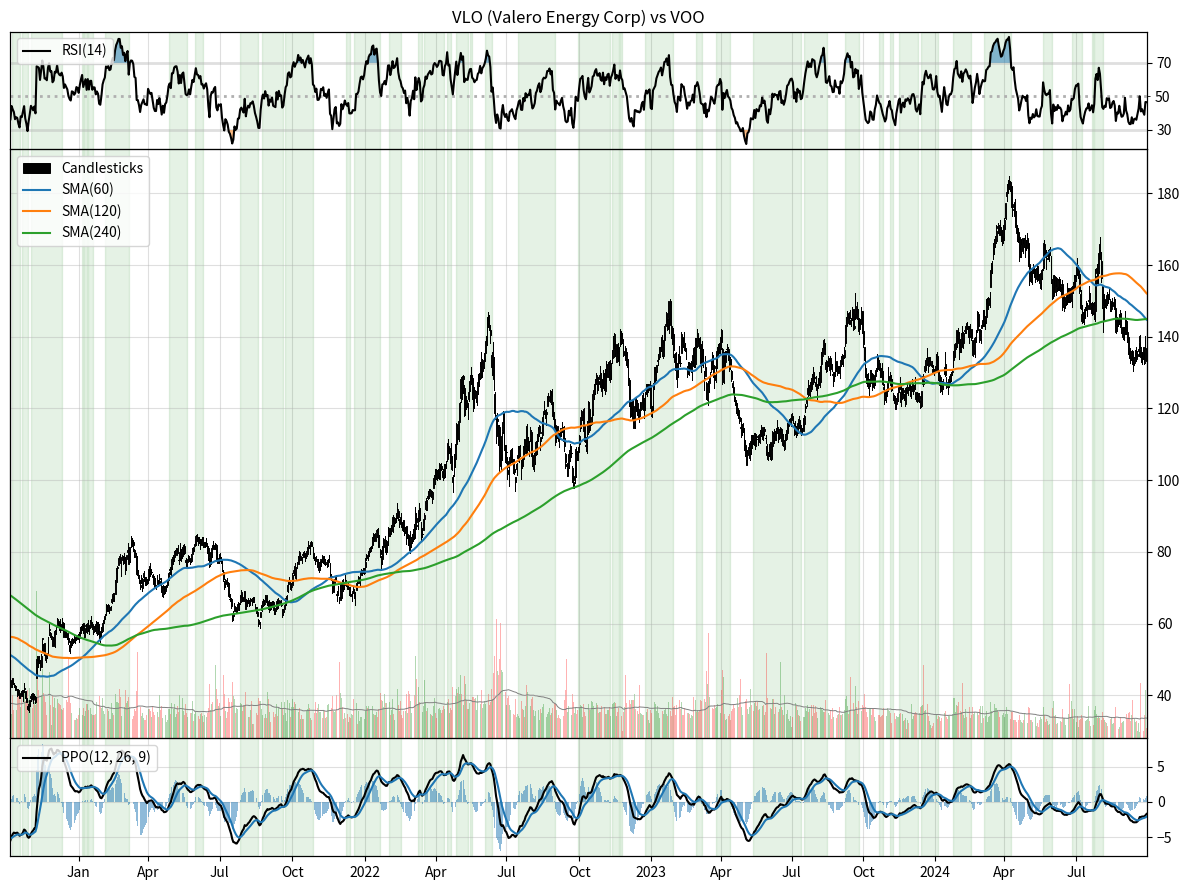 VLO (Valero Energy Corp) vs VOO
RSI(14)
70
50
30
Candlesticks
SMA(60)
SMA(120)
SMA(240)
180
160
140
120
100
80
60
40
PPO(12, 26, 9)
5
0
−5
Jan Apr Jul Oct 2022 Apr Jul Oct 2023 Apr Jul Oct 2024 Apr Jul